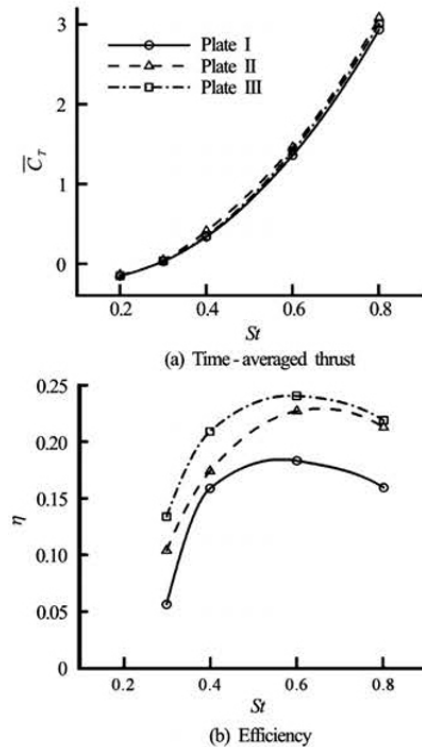 3
Plate I
Plate II
Plate III
2
C̅_T
1
0
0.2 0.4 0.6 0.8
St
(a) Time-averaged thrust
0.25
0.20
0.15
η
0.10
0.05
0
0.2 0.4 0.6 0.8
St
(b) Efficiency